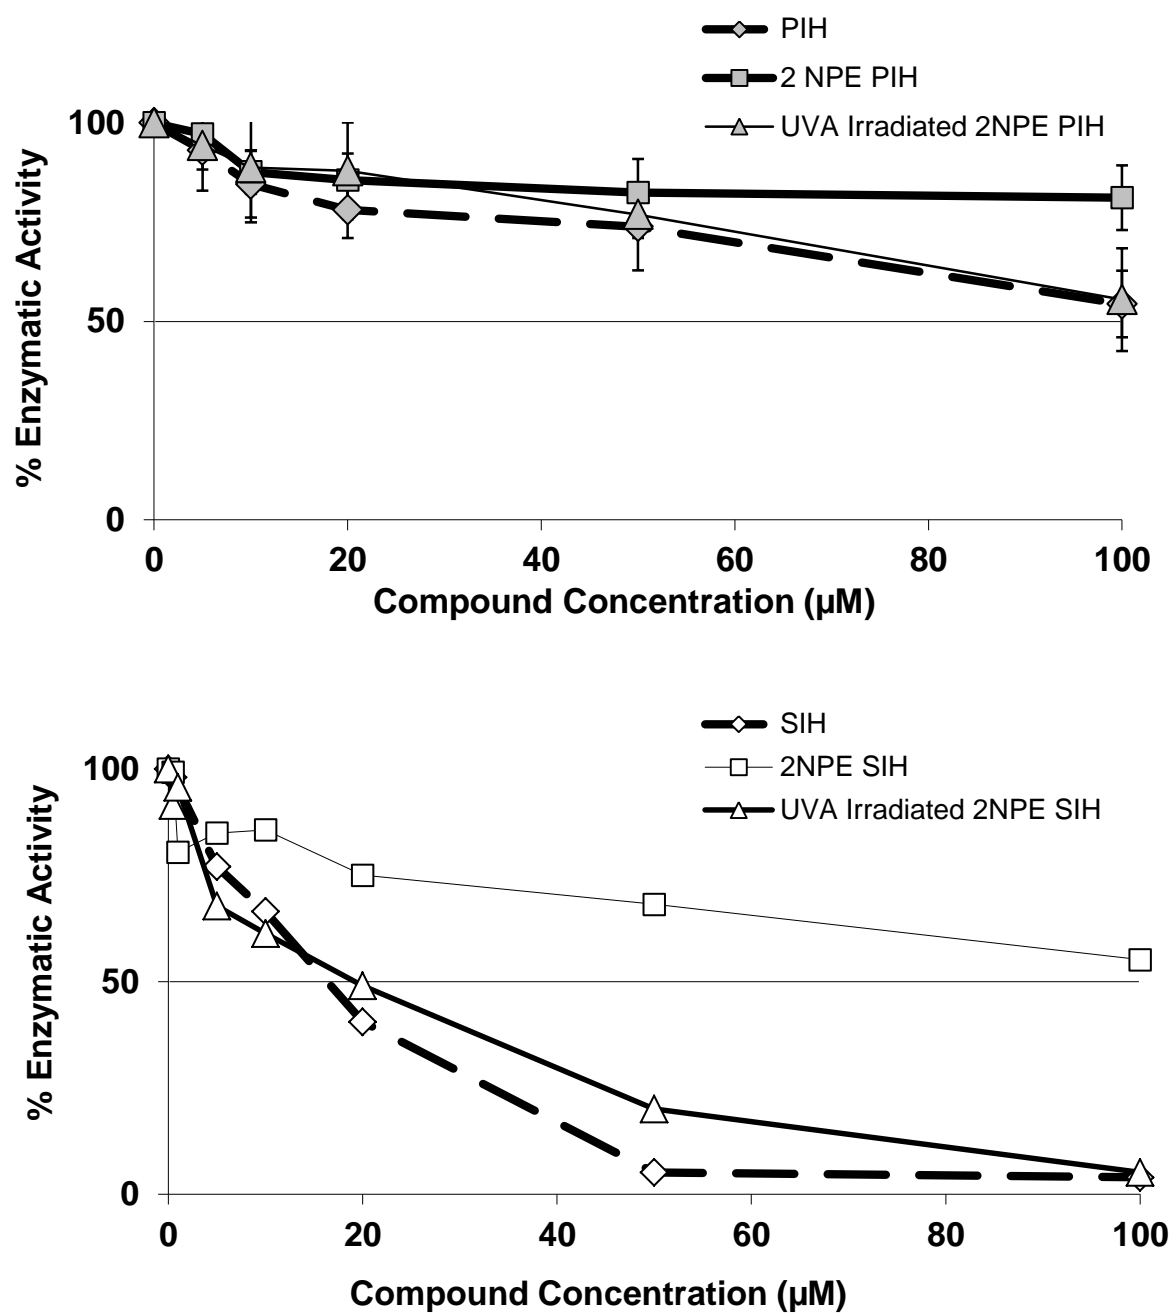 PIH
2 NPE PIH
UVA Irradiated 2NPE PIH
100
50
0
% Enzymatic Activity
0 20 40 60 80 100
Compound Concentration (µM)
SIH
2NPE SIH
UVA Irradiated 2NPE SIH
100
50
0
% Enzymatic Activity
0 20 40 60 80 100
Compound Concentration (µM)